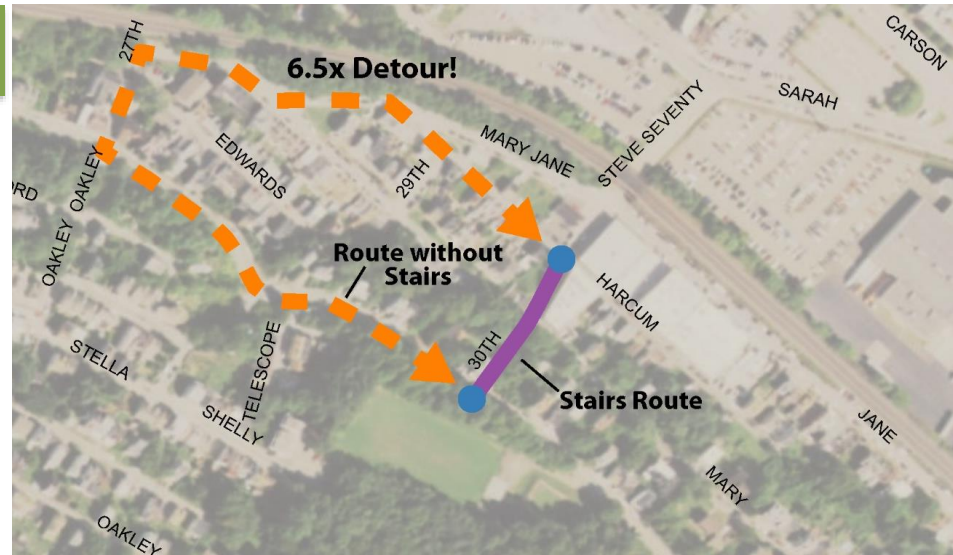 27TH
6.5x Detour!
CARSON
SARAH
STEVE SEVENTY
MARY JANE
EDWARDS
29TH
OAKLEY
RD
OAKLEY
Route without
Stairs
HARCUM
30TH
TELESCOPE
STELLA
SHELLY
Stairs Route
JANE
MARY
OAKLEY